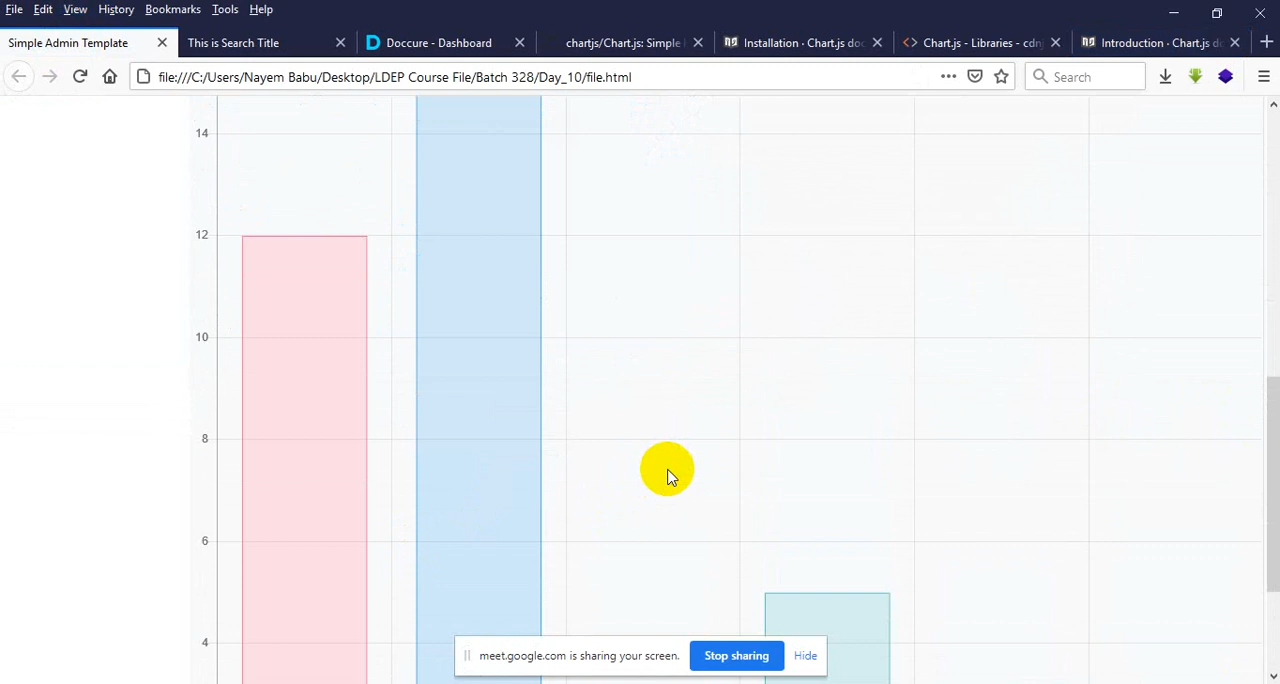 File Edit View History Bookmarks Tools Help
Simple Admin Template
This is Search Title
Doccure - Dashboard
chartjs/Chart.js: Simple
Installation · Chart.js doc
Chart.js - Libraries - cdnj
Introduction · Chart.js do
file:///C:/Users/Nayem Babu/Desktop/LDEP Course File/Batch 328/Day_10/file.html
Search
14
12
10
8
6
4
meet.google.com is sharing your screen.
Stop sharing
Hide